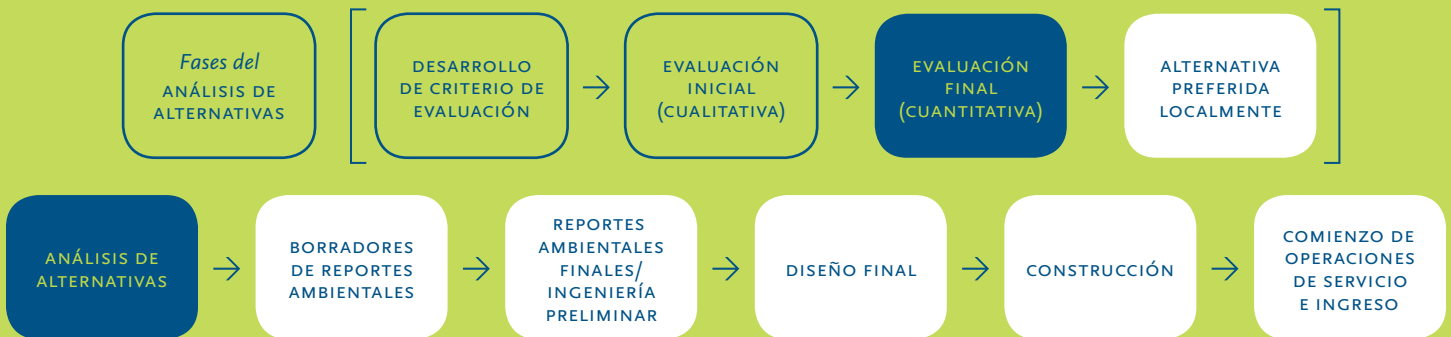 Fases del
ANÁLISIS DE
ALTERNATIVAS
DESARROLLO
DE CRITERIO DE
EVALUACIÓN
EVALUACIÓN
INICIAL
(CUALITATIVA)
EVALUACIÓN
FINAL
(CUANTITATIVA)
ALTERNATIVA
PREFERIDA
LOCALMENTE
ANÁLISIS DE
ALTERNATIVAS
BORRADORES
DE REPORTES
AMBIENTALES
REPORTES
AMBIENTALES
FINALES/
INGENIERÍA
PRELIMINAR
DISEÑO FINAL
CONSTRUCCIÓN
COMIENZO DE
OPERACIONES
DE SERVICIO
E INGRESO